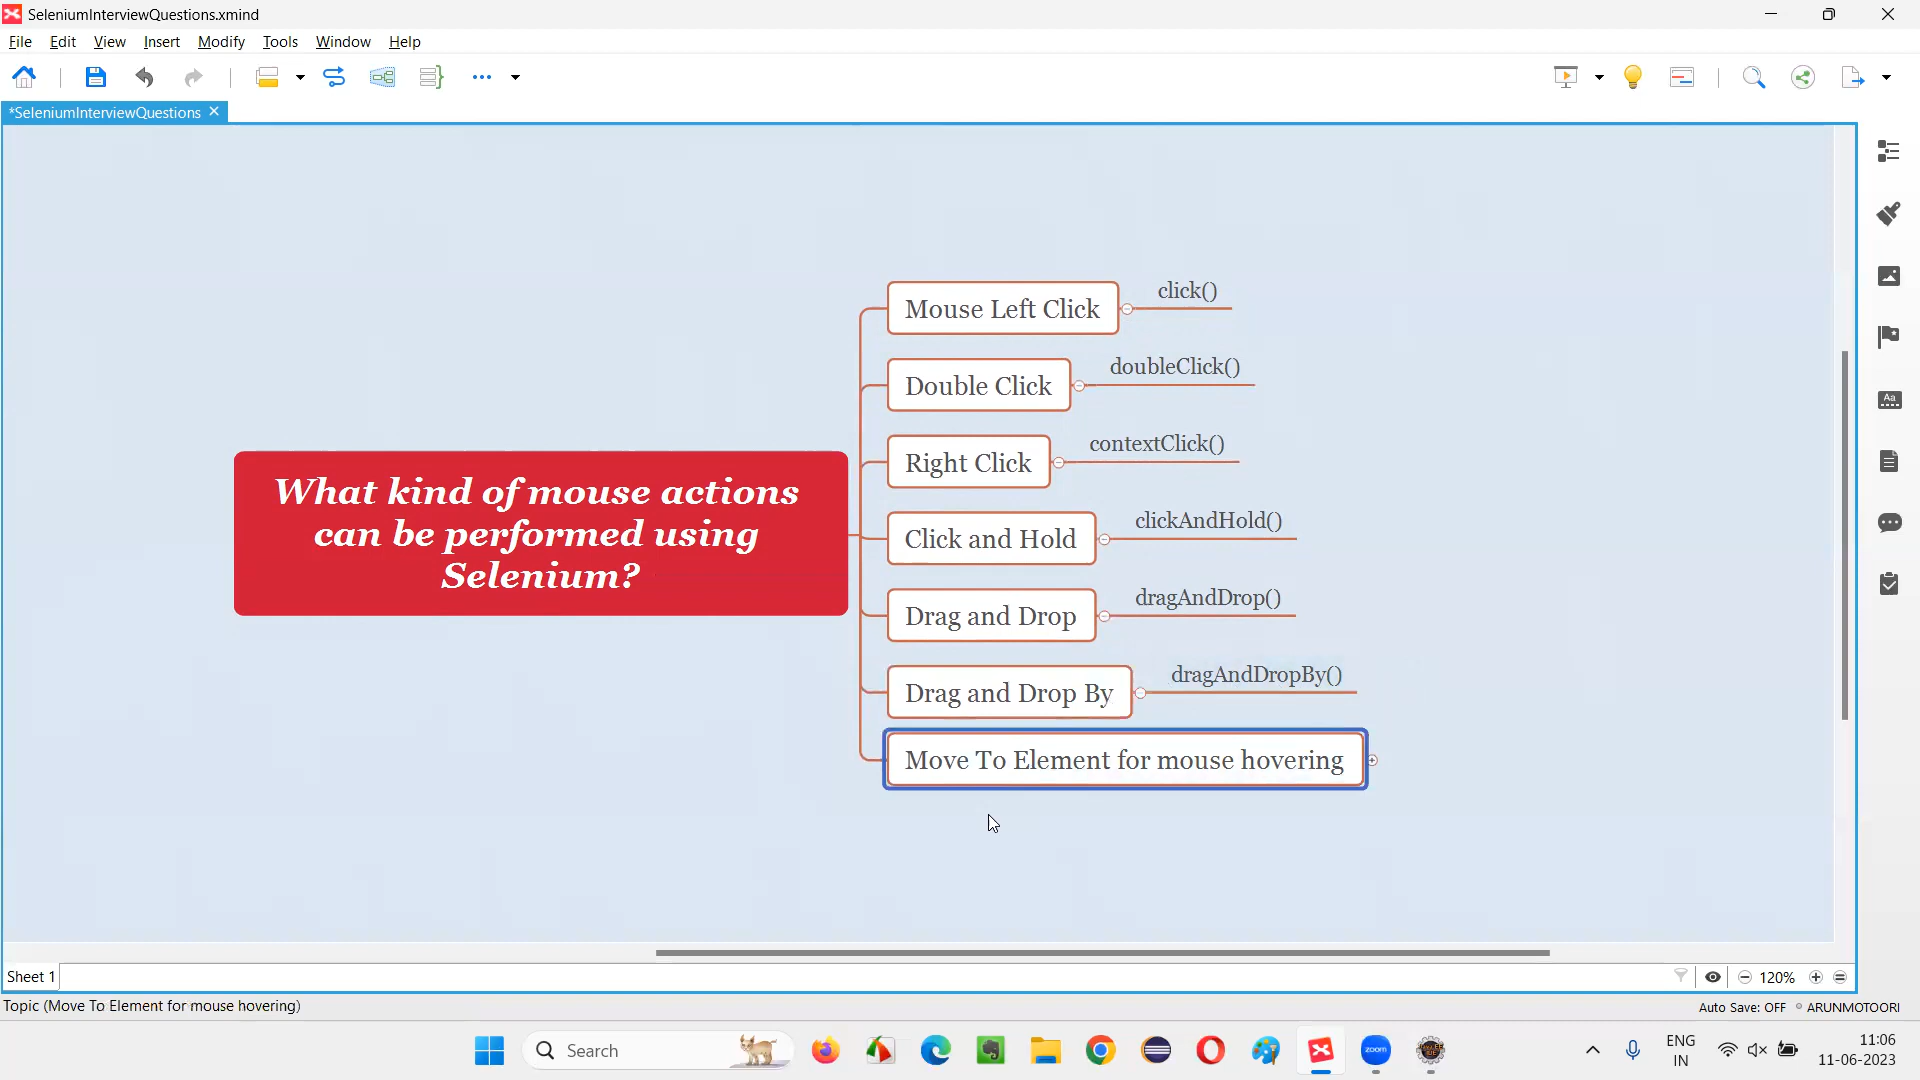 SeleniumInterviewQuestions.xmind
File Edit View Insert Modify Tools Window Help
*SeleniumInterviewQuestions
What kind of mouse actions
can be performed using
Selenium?
Mouse Left Click
click()
Double Click
doubleClick()
Right Click
contextClick()
Click and Hold
clickAndHold()
Drag and Drop
dragAndDrop()
Drag and Drop By
dragAndDropBy()
Move To Element for mouse hovering
Aa
Sheet 1
120%
Topic (Move To Element for mouse hovering)
Auto Save: OFF
ARUNMOTOORI
Search
zoom
ENG
IN
11:06
11-06-2023